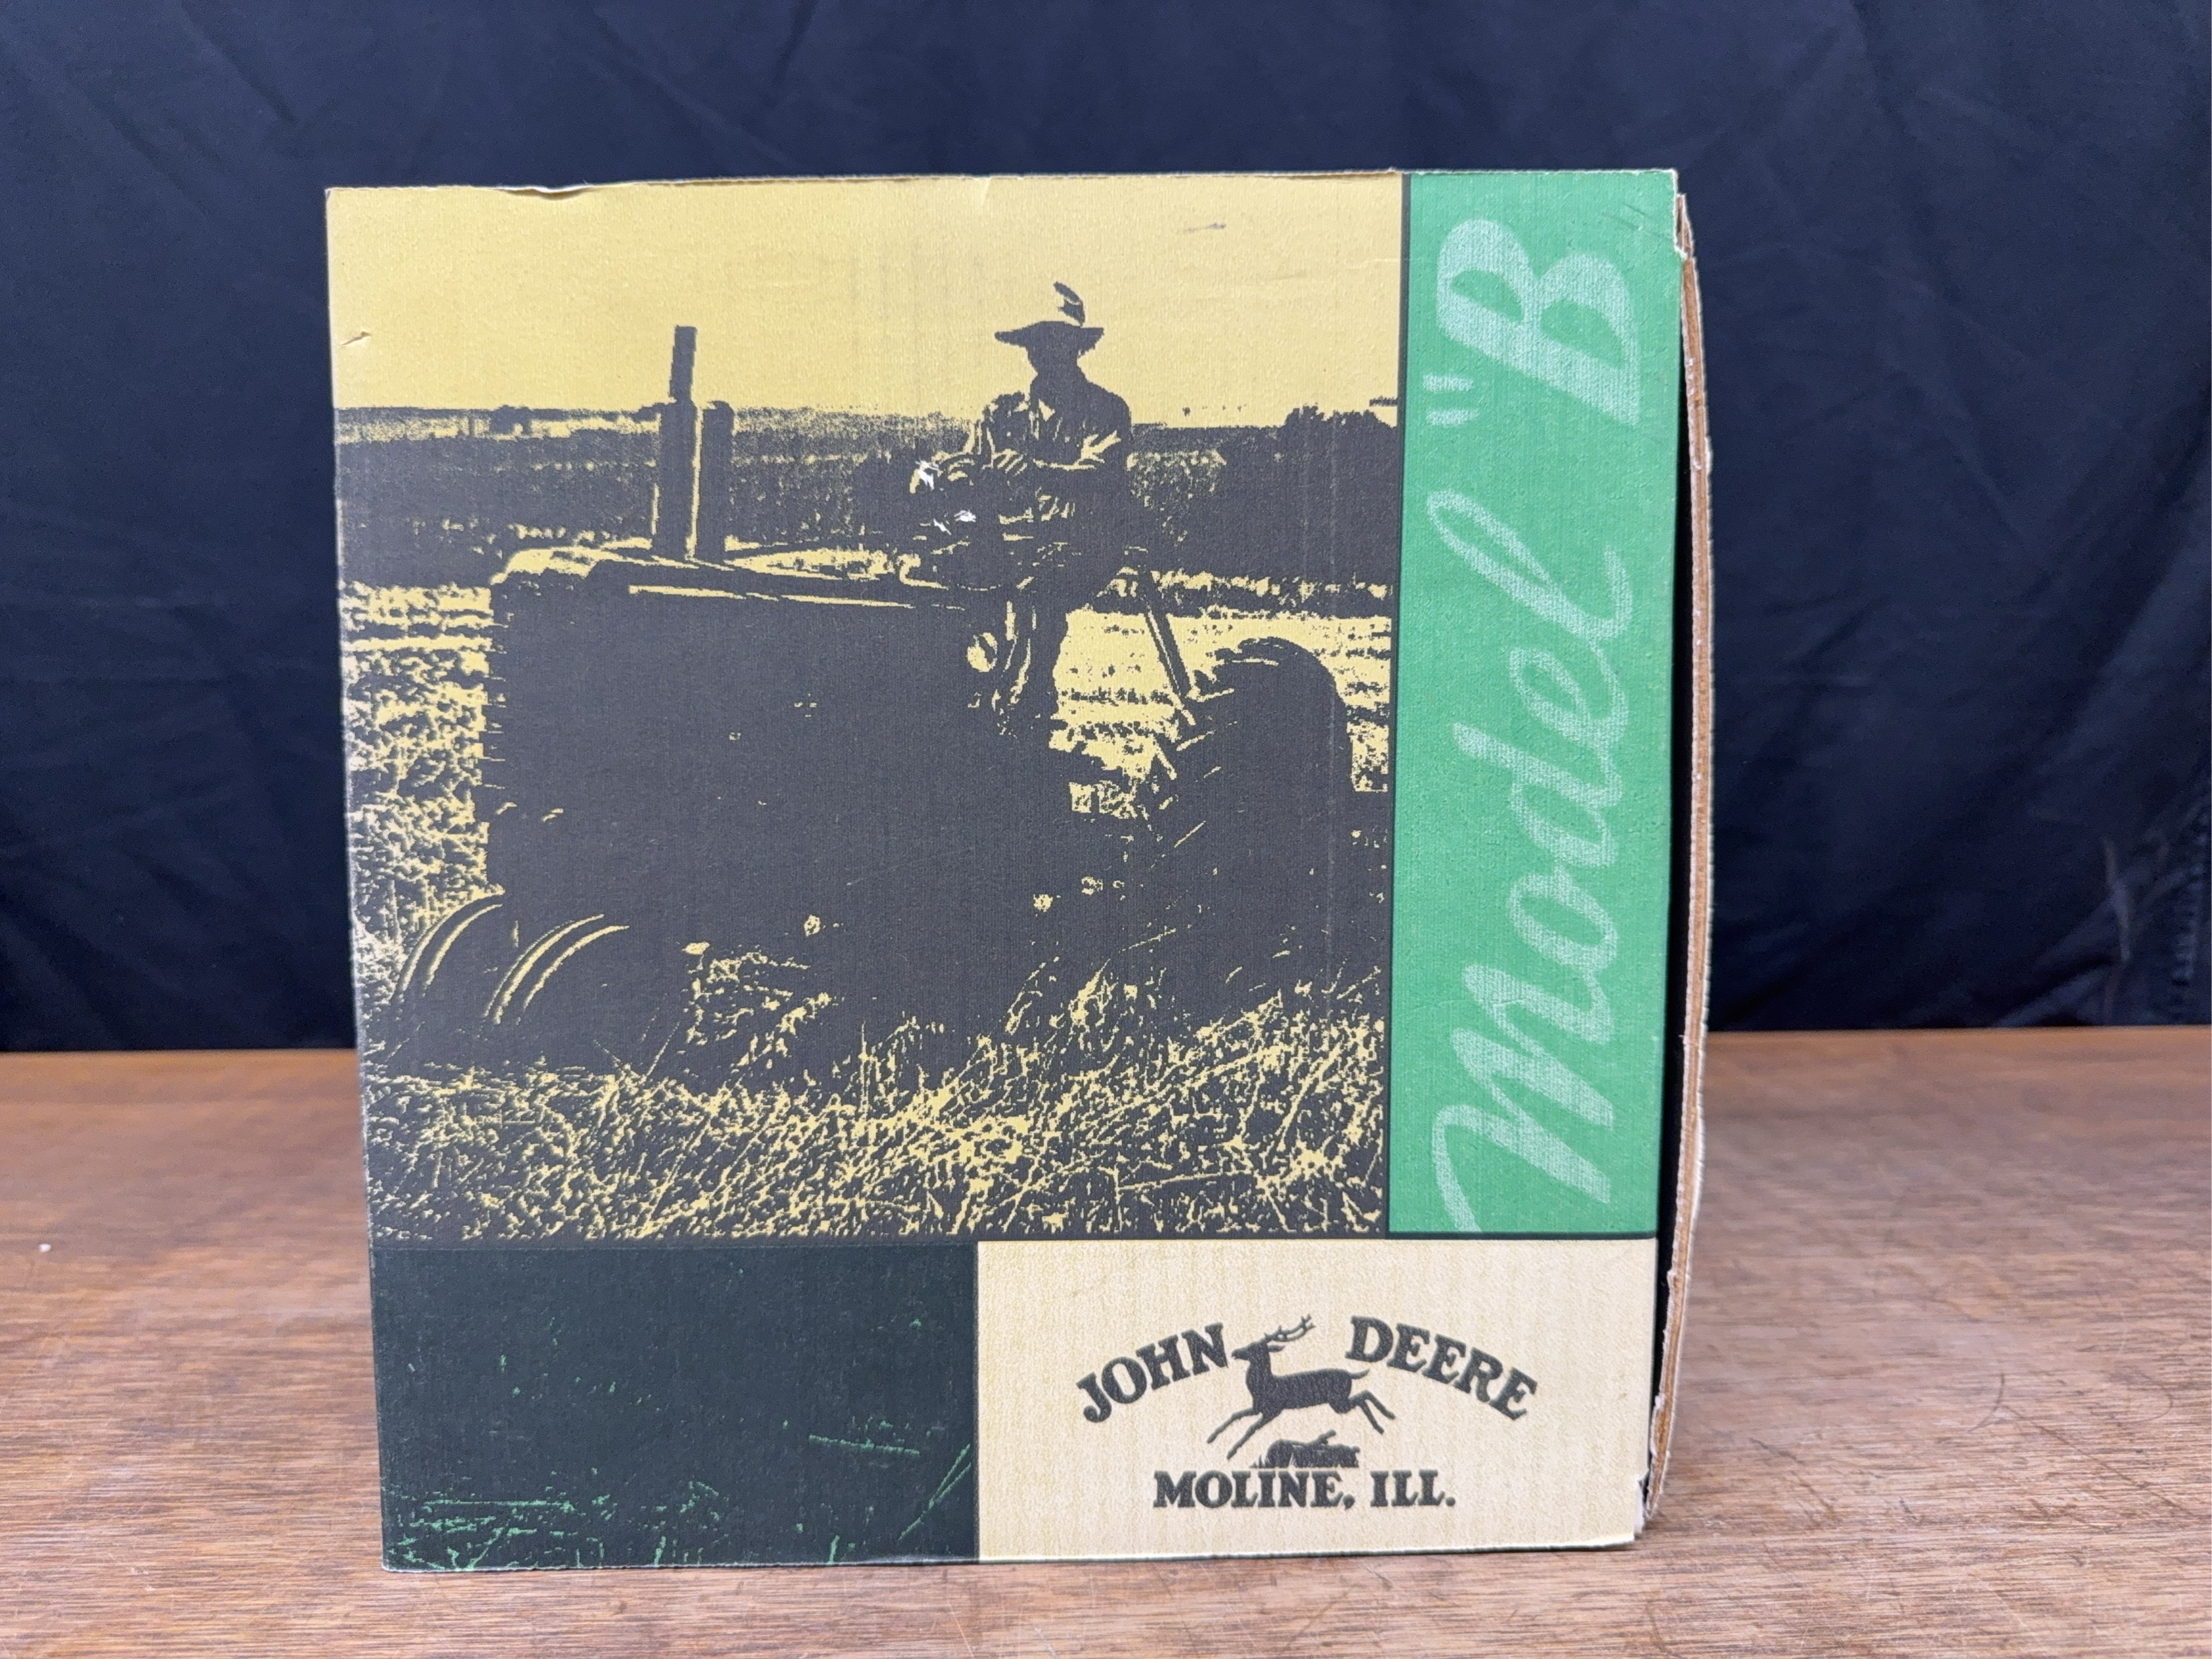 Model "B
JOHN DEERE
MOLINE, ILL.